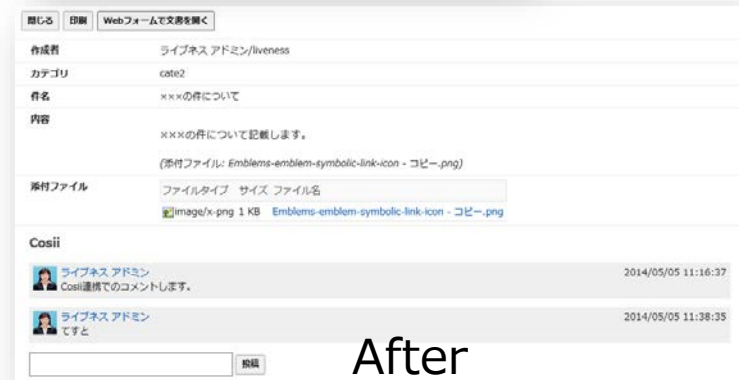 閉じる 印刷 Webフォームで文書を開く
作成者 ライブネス アドミン/liveness
カテゴリ cate2
件名 ×××の件について
内容
×××の件について記載します。
(添付ファイル: Emblems-emblem-symbolic-link-icon - コピー.png)
添付ファイル ファイルタイプ サイズ ファイル名
image/x-png 1 KB Emblems-emblem-symbolic-link-icon - コピー.png
Cosii
ライブネス アドミン 2014/05/05 11:16:37
Cosii連携でのコメントします。
ライブネス アドミン 2014/05/05 11:38:35
てすと
投稿
After